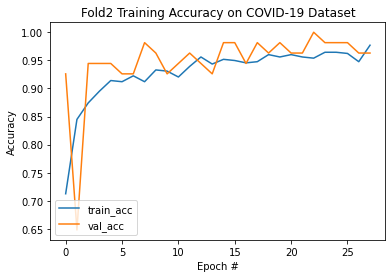 Fold2 Training Accuracy on COVID-19 Dataset
1.00
0.95
0.90
0.85
0.80
0.75
0.70
0.65
Accuracy
train_acc
val_acc
0 5 10 15 20 25
Epoch #